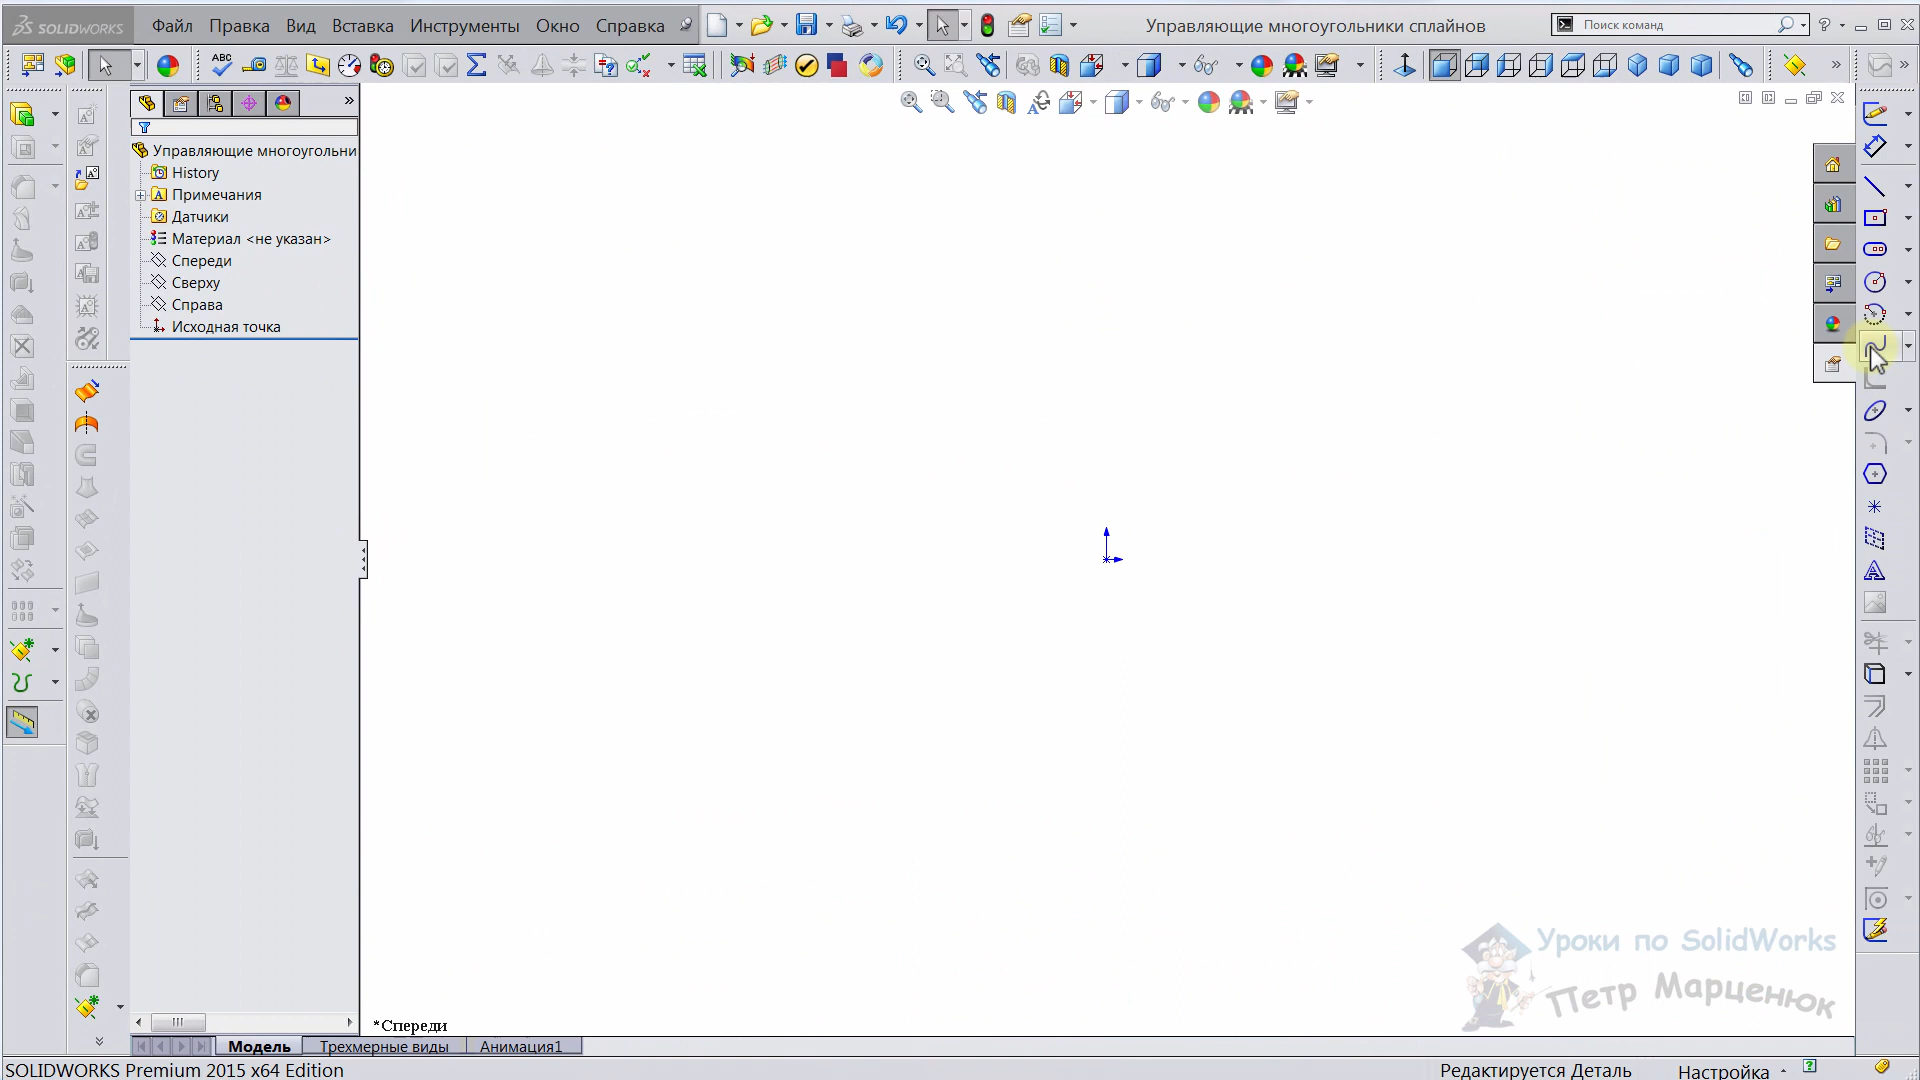 SOLIDWORKS
Файл Правка Вид Вставка Инструменты Окно Справка
Управляющие многоугольники сплайнов
Поиск команд
Управляющие многоугольни
History
Примечания
Датчики
Материал <не указан>
Спереди
Сверху
Справа
Исходная точка
*Спереди
Уроки по SolidWorks
Петр Марценюк
Модель Трехмерные виды Анимация1
SOLIDWORKS Premium 2015 x64 Edition
Редактируется Деталь Настройка